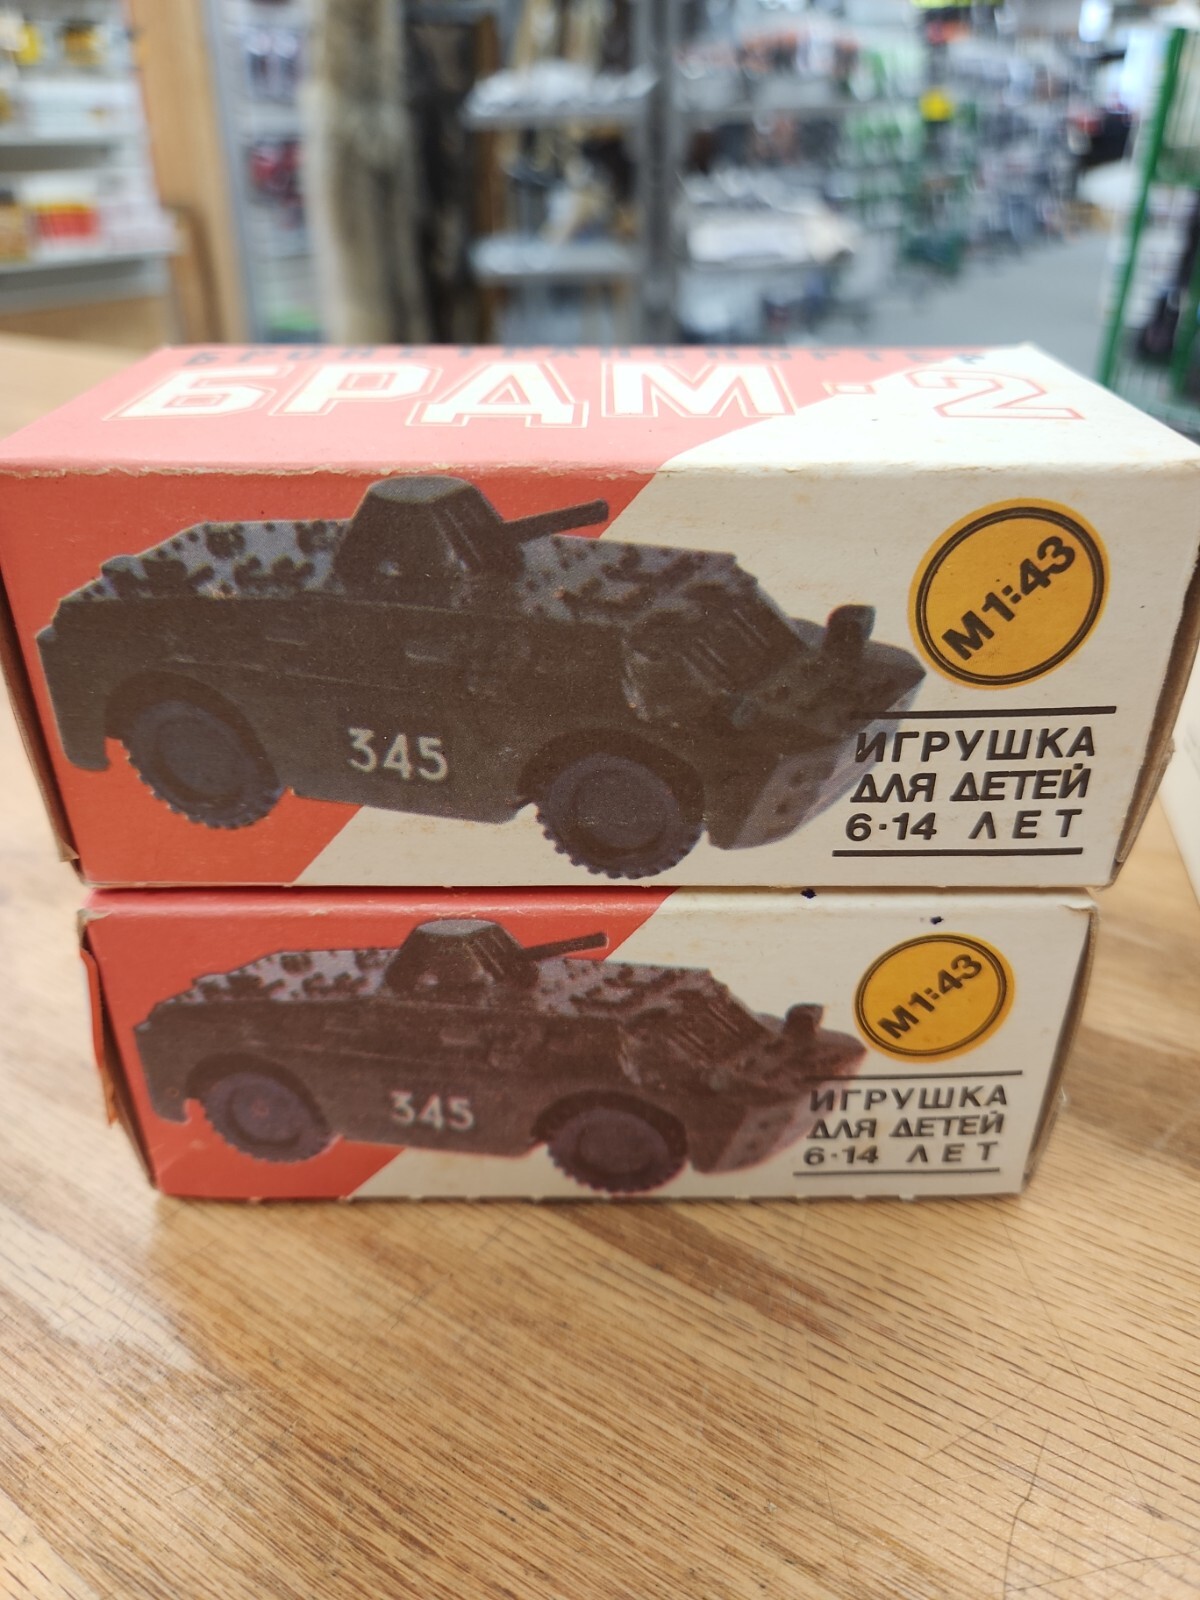 БРОНЕТРАНСПОРТЕР
БРДМ-2
М1:43
345
ИГРУШКА
ДЛЯ ДЕТЕЙ
6·14 ЛЕТ
М1:43
345
ИГРУШКА
ДЛЯ ДЕТЕЙ
6·14 ЛЕТ